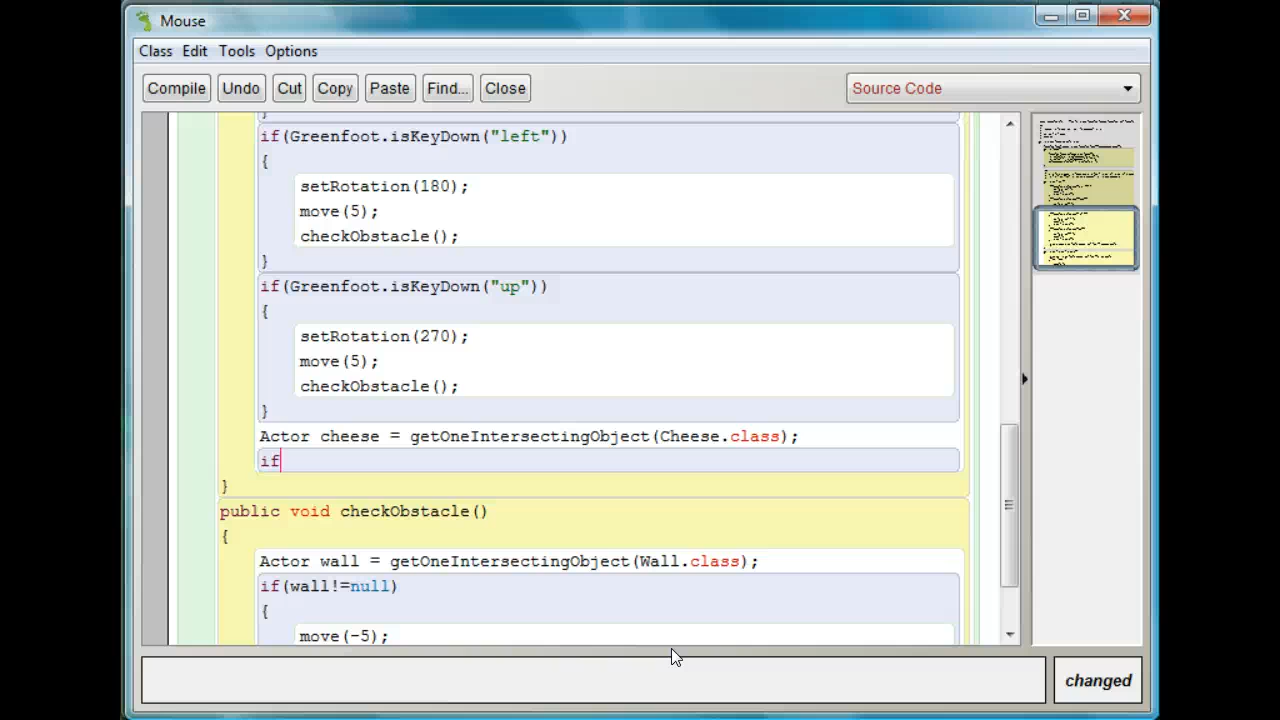 Mouse
Class Edit Tools Options
Compile Undo Cut Copy Paste Find... Close Source Code
}
if(Greenfoot.isKeyDown("left"))
{
setRotation(180);
move(5);
checkObstacle();
}
if(Greenfoot.isKeyDown("up"))
{
setRotation(270);
move(5);
checkObstacle();
}
Actor cheese = getOneIntersectingObject(Cheese.class);
if
}
public void checkObstacle()
{
Actor wall = getOneIntersectingObject(Wall.class);
if(wall!=null)
{
move(-5);
changed